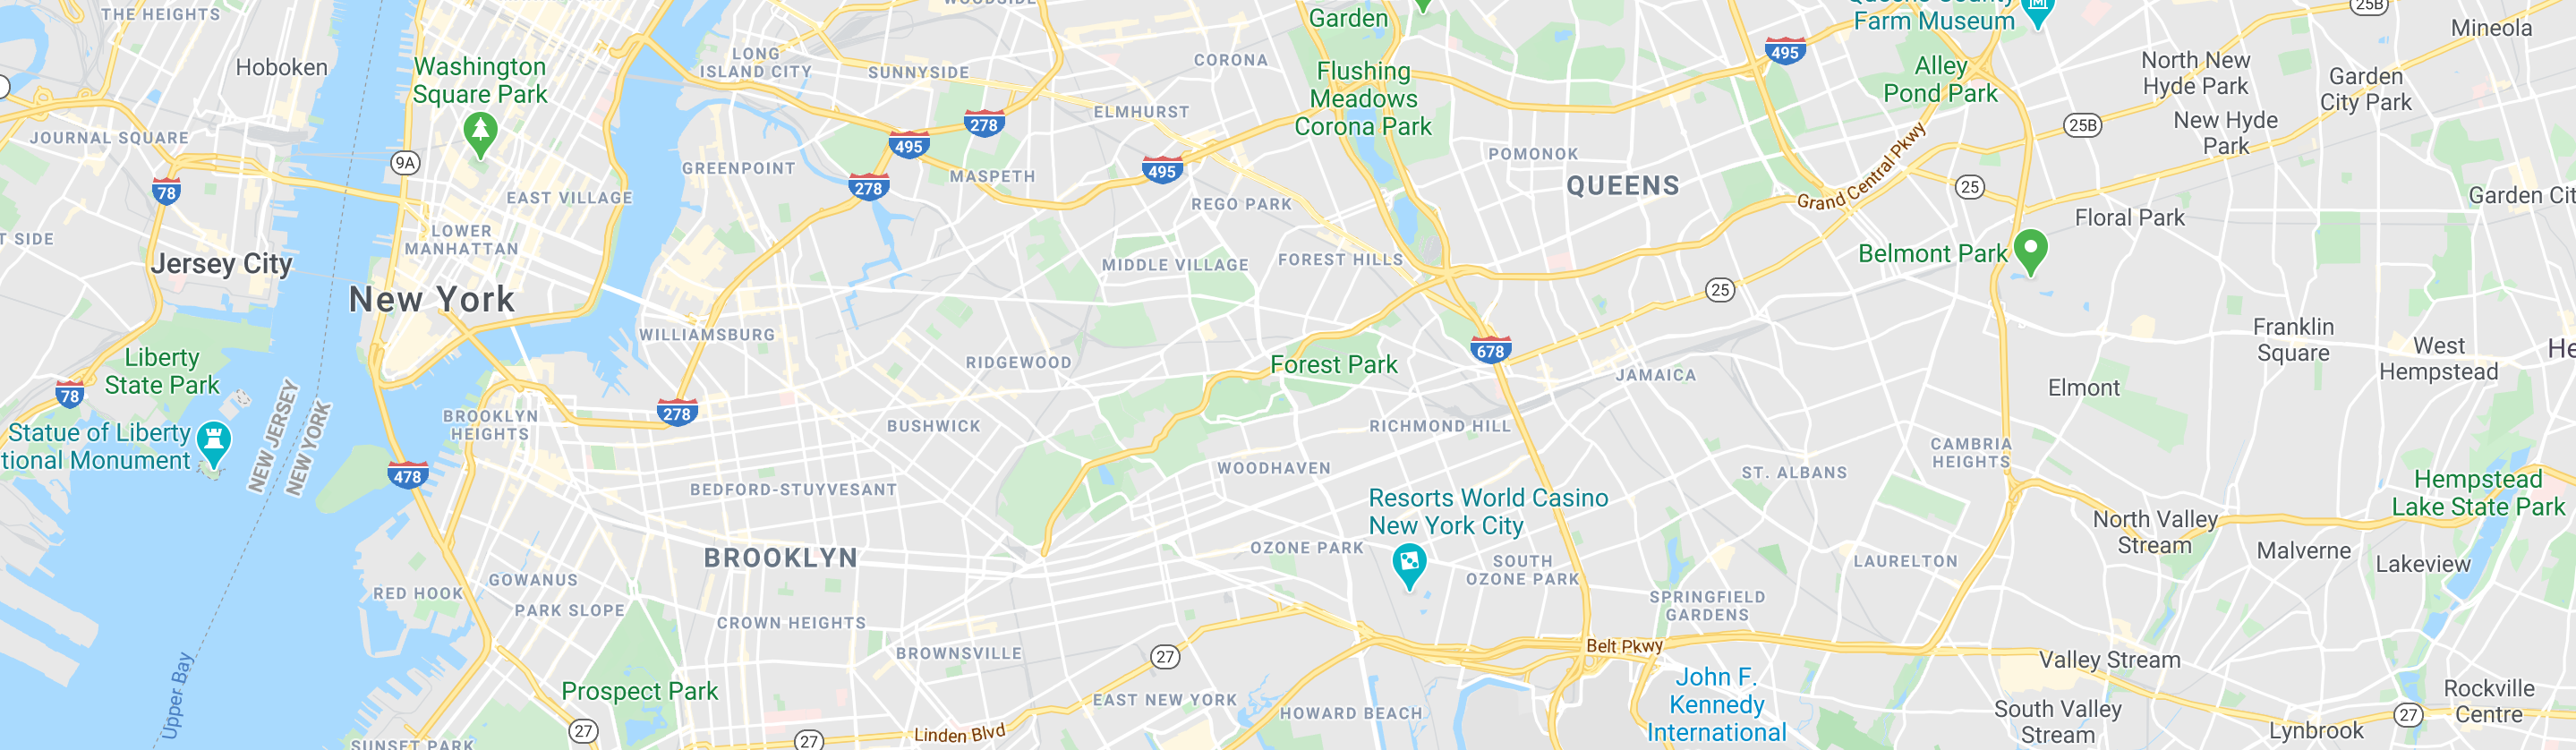 THE HEIGHTS
Hoboken
JOURNAL SQUARE
78
Jersey City
T SIDE
Liberty
State Park
78
Statue of Liberty
tional Monument
NEW JERSEY
NEW YORK
Upper Bay
Washington
Square Park
9A
EAST VILLAGE
LOWER
MANHATTAN
New York
BROOKLYN
HEIGHTS
478
RED HOOK
GOWANUS
PARK SLOPE
Prospect Park
SUNSET PARK
27
LONG
ISLAND CITY
WOODSIDE
SUNNYSIDE
278
495
278
GREENPOINT
MASPETH
ELMHURST
CORONA
495
REGO PARK
WILLIAMSBURG
278
RIDGEWOOD
MIDDLE VILLAGE
FOREST HILLS
BUSHWICK
BEDFORD-STUYVESANT
BROOKLYN
CROWN HEIGHTS
BROWNSVILLE
27
Linden Blvd
27
EAST NEW YORK
HOWARD BEACH
Garden
Flushing
Meadows
Corona Park
POMONOK
QUEENS
495
Queens County
Farm Museum
Alley
Pond Park
Grand Central Pkwy
25
25
Forest Park
678
JAMAICA
RICHMOND HILL
WOODHAVEN
Resorts World Casino
New York City
OZONE PARK
SOUTH
OZONE PARK
ST. ALBANS
CAMBRIA
HEIGHTS
LAURELTON
SPRINGFIELD
GARDENS
Belt Pkwy
John F.
Kennedy
International
25B
Mineola
North New
Hyde Park
Garden
City Park
25B
New Hyde
Park
Garden Cit
Floral Park
Belmont Park
Franklin
Square
West
Hempstead
He
Elmont
Hempstead
Lake State Park
North Valley
Stream
Malverne
Lakeview
Valley Stream
South Valley
Stream
Rockville
Centre
27
Lynbrook